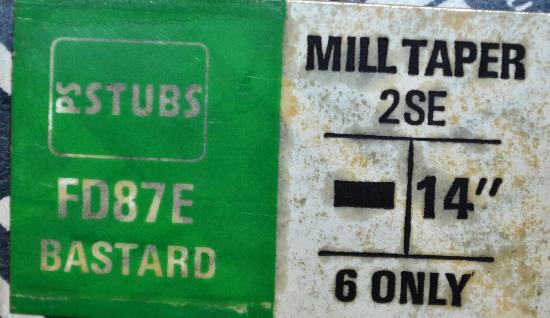 PS STUBS
FD87E
BASTARD
MILL TAPER
2SE
14"
6 ONLY